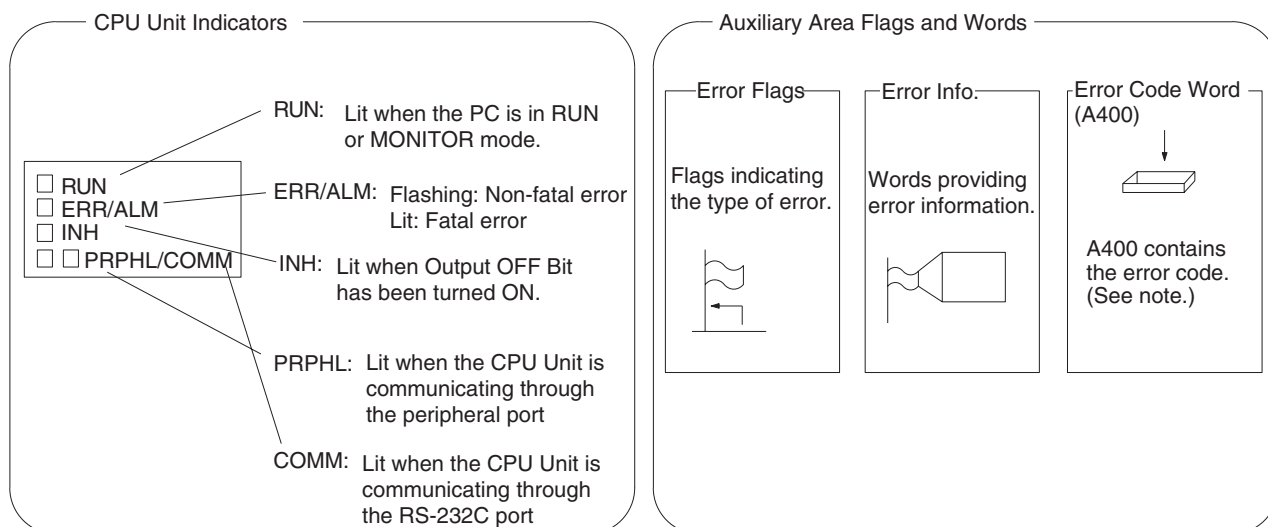 CPU Unit Indicators
RUN
ERR/ALM
INH
PRPHL/COMM
RUN: Lit when the PC is in RUN
or MONITOR mode.
ERR/ALM: Flashing: Non-fatal error
Lit: Fatal error
INH: Lit when Output OFF Bit
has been turned ON.
PRPHL: Lit when the CPU Unit is
communicating through
the peripheral port
COMM: Lit when the CPU Unit is
communicating through
the RS-232C port
Auxiliary Area Flags and Words
Error Flags
Flags indicating
the type of error.
Error Info.
Words providing
error information.
Error Code Word
(A400)
A400 contains
the error code.
(See note.)